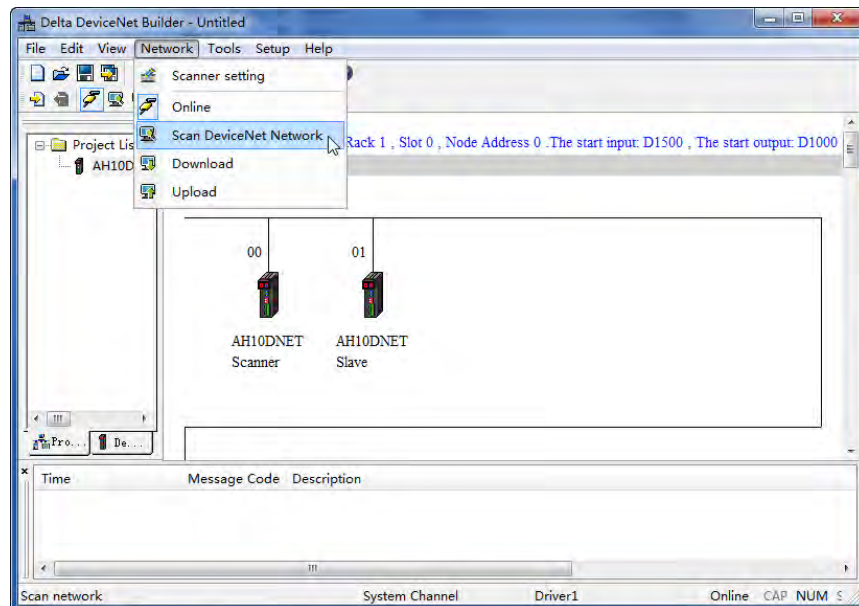 Delta DeviceNet Builder - Untitled
File Edit View Network Tools Setup Help
Scanner setting
Online
Scan DeviceNet Network
Download
Upload
Project Lis
AH10D
Rack 1 , Slot 0 , Node Address 0 .The start input: D1500 , The start output: D1000
00 01
AH10DNET AH10DNET
Scanner Slave
Pro... De...
Time Message Code Description
Scan network System Channel Driver1 Online CAP NUM S